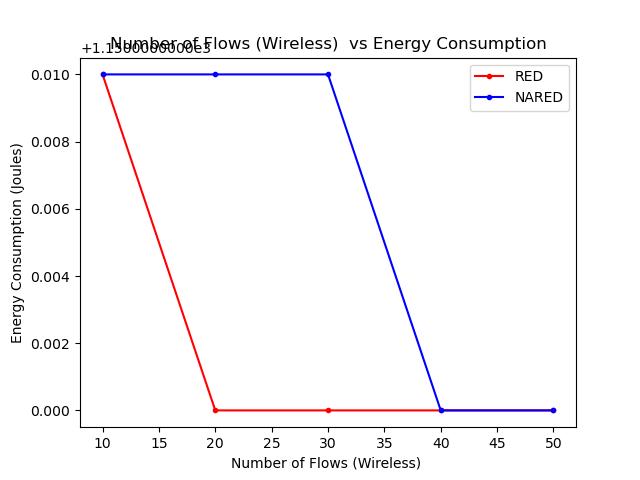 Number of Flows (Wireless)  vs Energy Consumption
+1.1500000000e3
RED
NARED
0.010
0.008
0.006
0.004
0.002
0.000
Energy Consumption (Joules)
10 15 20 25 30 35 40 45 50
Number of Flows (Wireless)